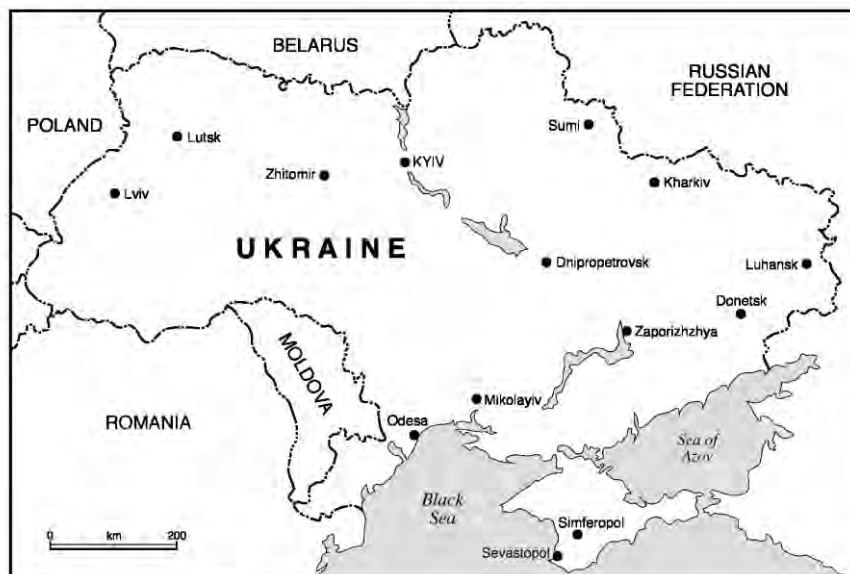 BELARUS
RUSSIAN
FEDERATION
POLAND
Lutsk
Sumi
KYIV
Zhitomir
Kharkiv
Lviv
UKRAINE
Dnipropetrovsk
Luhansk
Donetsk
Zaporizhzhya
MOLDOVA
Mikolayiv
ROMANIA
Odesa
Sea of
Azov
Black
Sea
Simferopol
Sevastopol
0 km 200